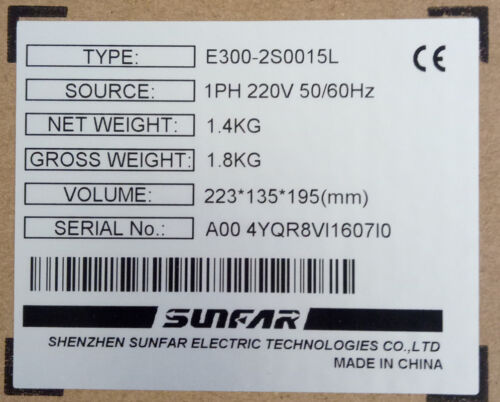 TYPE: E300-2S0015L CE
SOURCE: 1PH 220V 50/60Hz
NET WEIGHT: 1.4KG
GROSS WEIGHT: 1.8KG
VOLUME: 223*135*195(mm)
SERIAL No.: A00 4YQR8VI1607I0
SUNFAR
SHENZHEN SUNFAR ELECTRIC TECHNOLOGIES CO.,LTD
MADE IN CHINA